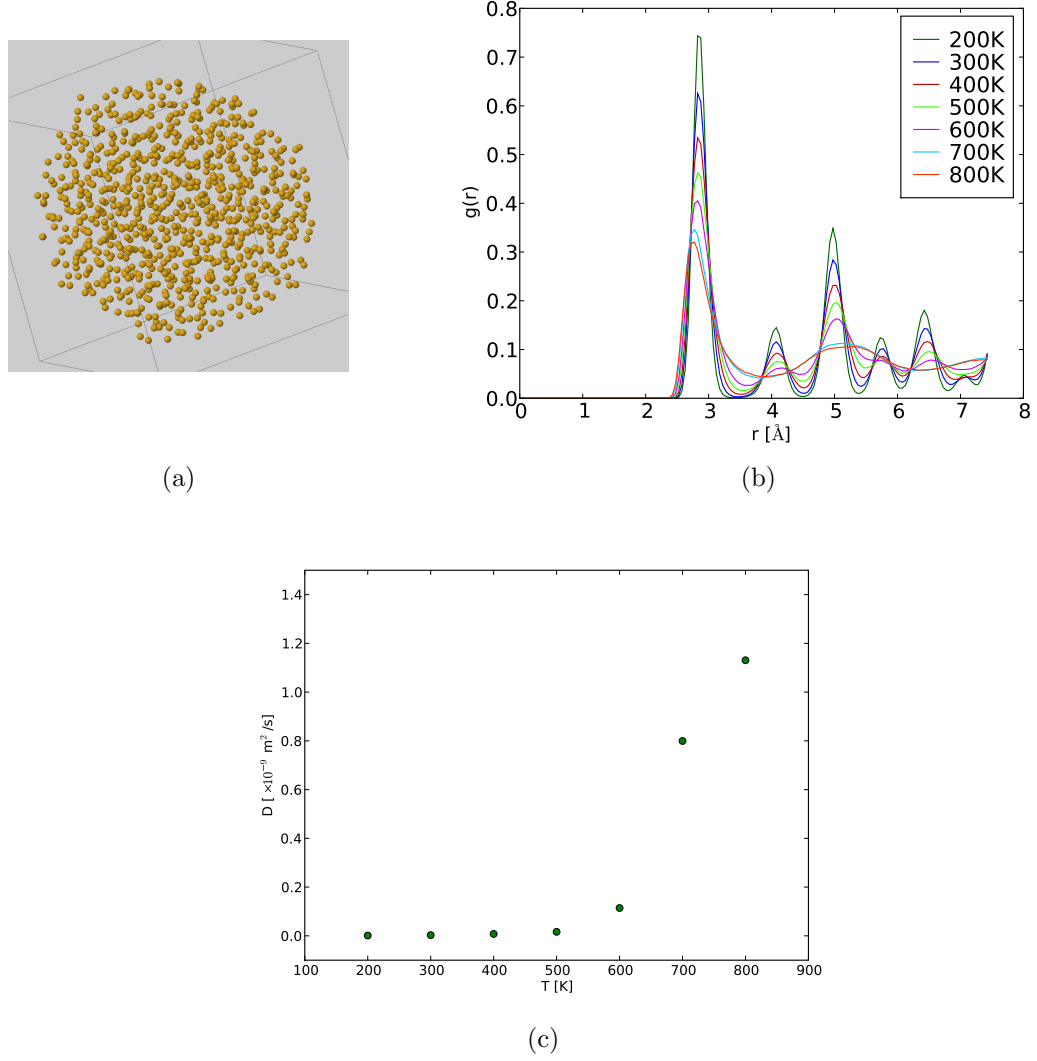 0.8
0.7
0.6
0.5
0.4
0.3
0.2
0.1
0.0
g(r)
200K
300K
400K
500K
600K
700K
800K
0 1 2 3 4 5 6 7 8
r [Å]
(a)
(b)
1.4
1.2
1.0
0.8
0.6
0.4
0.2
0.0
D [ ×10⁻⁹ m² /s]
100 200 300 400 500 600 700 800 900
T [K]
(c)